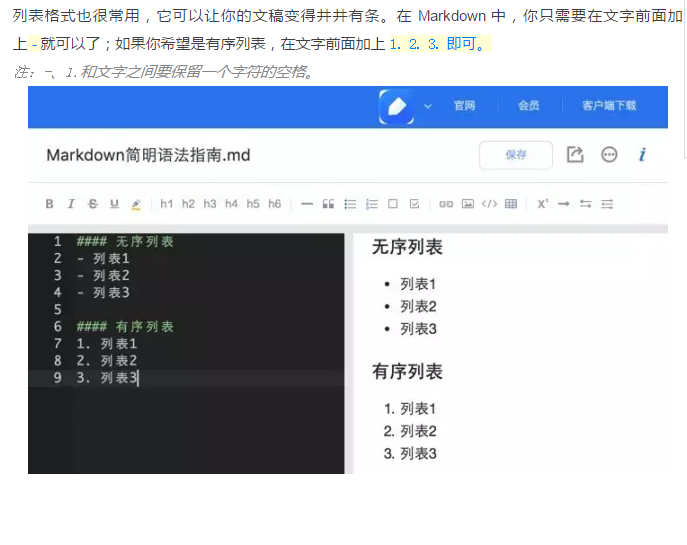 列表格式也很常用，它可以让你的文稿变得井井有条。在 Markdown 中，你只需要在文字前面加
上 - 就可以了；如果你希望是有序列表，在文字前面加上 1. 2. 3. 即可。
注：-、1.和文字之间要保留一个字符的空格。
官网 会员 客户端下载
Markdown简明语法指南.md 保存
B I S U h1 h2 h3 h4 h5 h6 X²
1 #### 无序列表
2 - 列表1
3 - 列表2
4 - 列表3
5
6 #### 有序列表
7 1. 列表1
8 2. 列表2
9 3. 列表3
无序列表
• 列表1
• 列表2
• 列表3
有序列表
1. 列表1
2. 列表2
3. 列表3